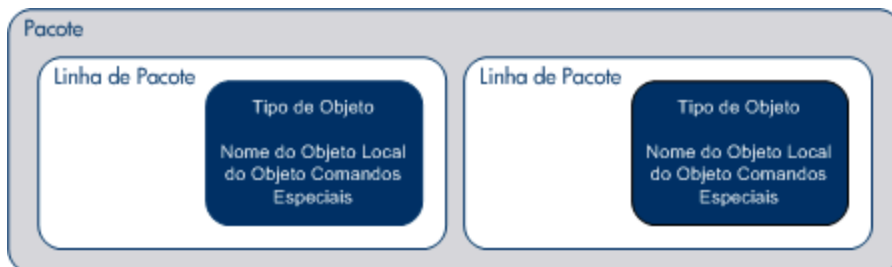 Pacote
Linha de Pacote
Tipo de Objeto
Nome do Objeto Local
do Objeto Comandos
Especiais
Linha de Pacote
Tipo de Objeto
Nome do Objeto Local
do Objeto Comandos
Especiais